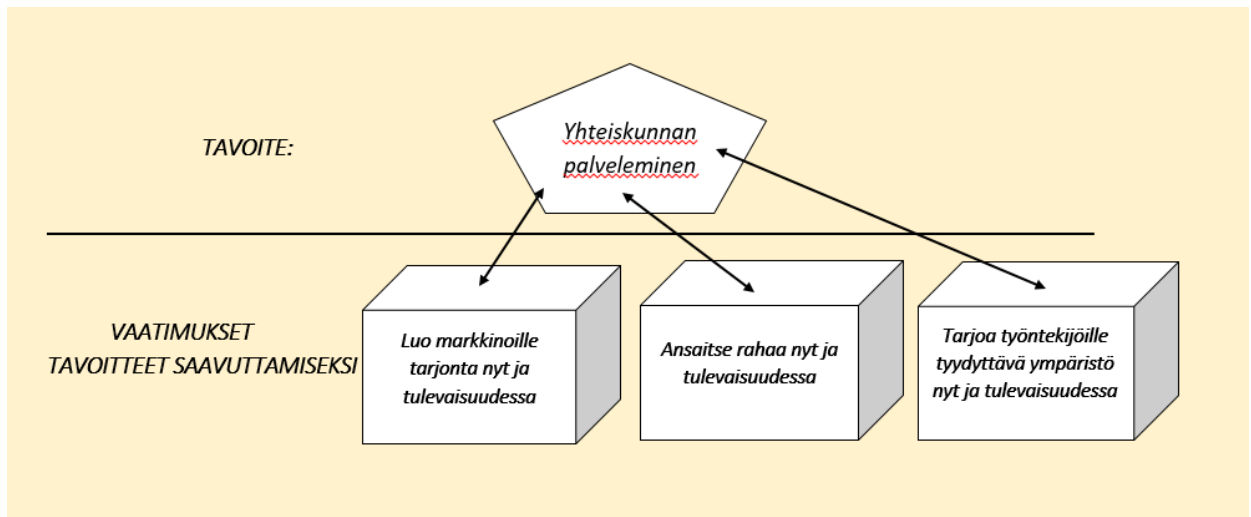 TAVOITE:
Yhteiskunnan
palveleminen
VAATIMUKSET
TAVOITTEET SAAVUTTAMISEKSI
Luo markkinoille
tarjonta nyt ja
tulevaisuudessa
Ansaitse rahaa nyt ja
tulevaisuudessa
Tarjoa työntekijöille
tyydyttävä ympäristö
nyt ja tulevaisuudessa